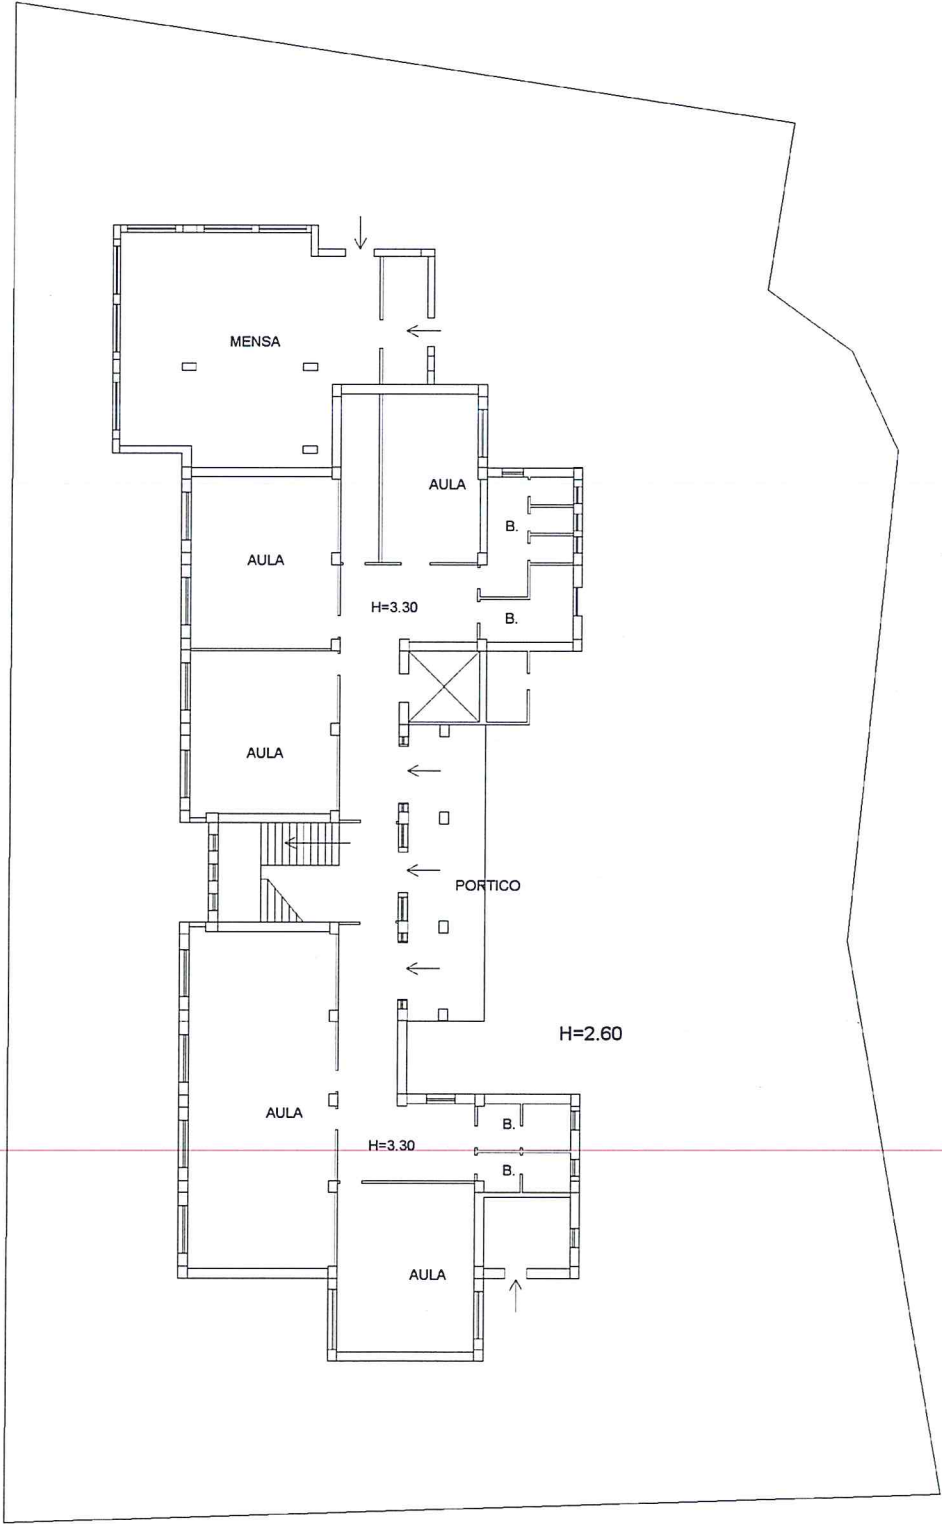 MENSA
AULA
B.
AULA
H=3.30
B.
AULA
PORTICO
H=2.60
AULA
B.
H=3.30
B.
AULA